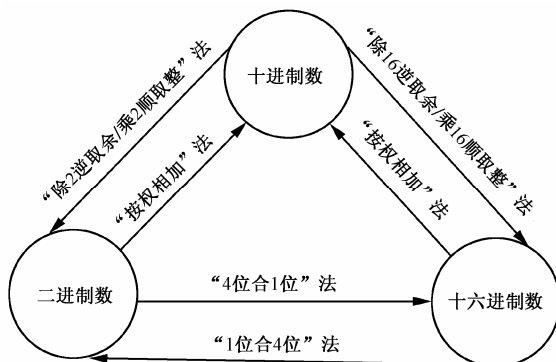 十进制数
“除2逆取余/乘2顺取整”法
“除16逆取余/乘16顺取整”法
“按权相加”法
“按权相加”法
二进制数
“4位合1位”法
十六进制数
“1位合4位”法